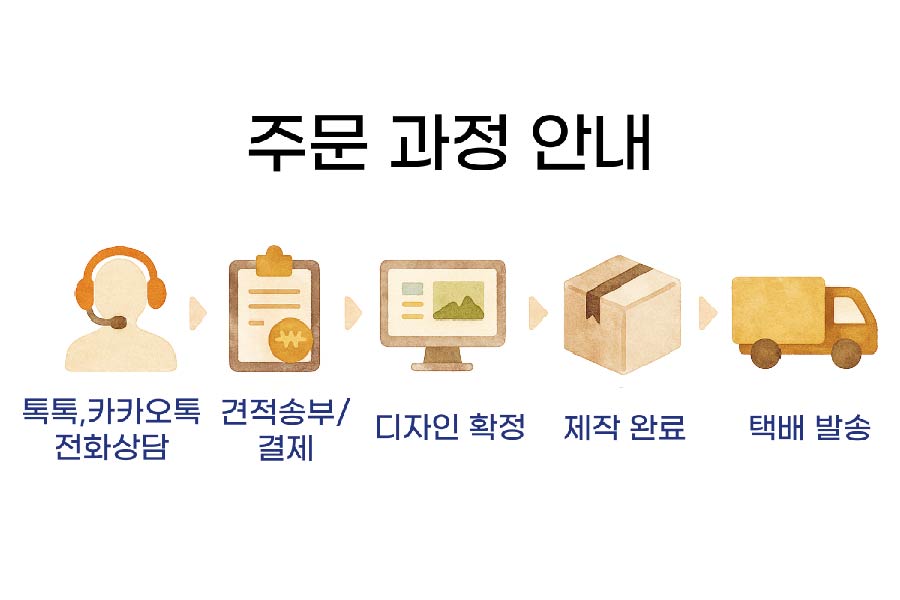 주문 과정 안내
톡톡,카카오톡
전화상담
견적송부/
결제
디자인 확정
제작 완료
택배 발송